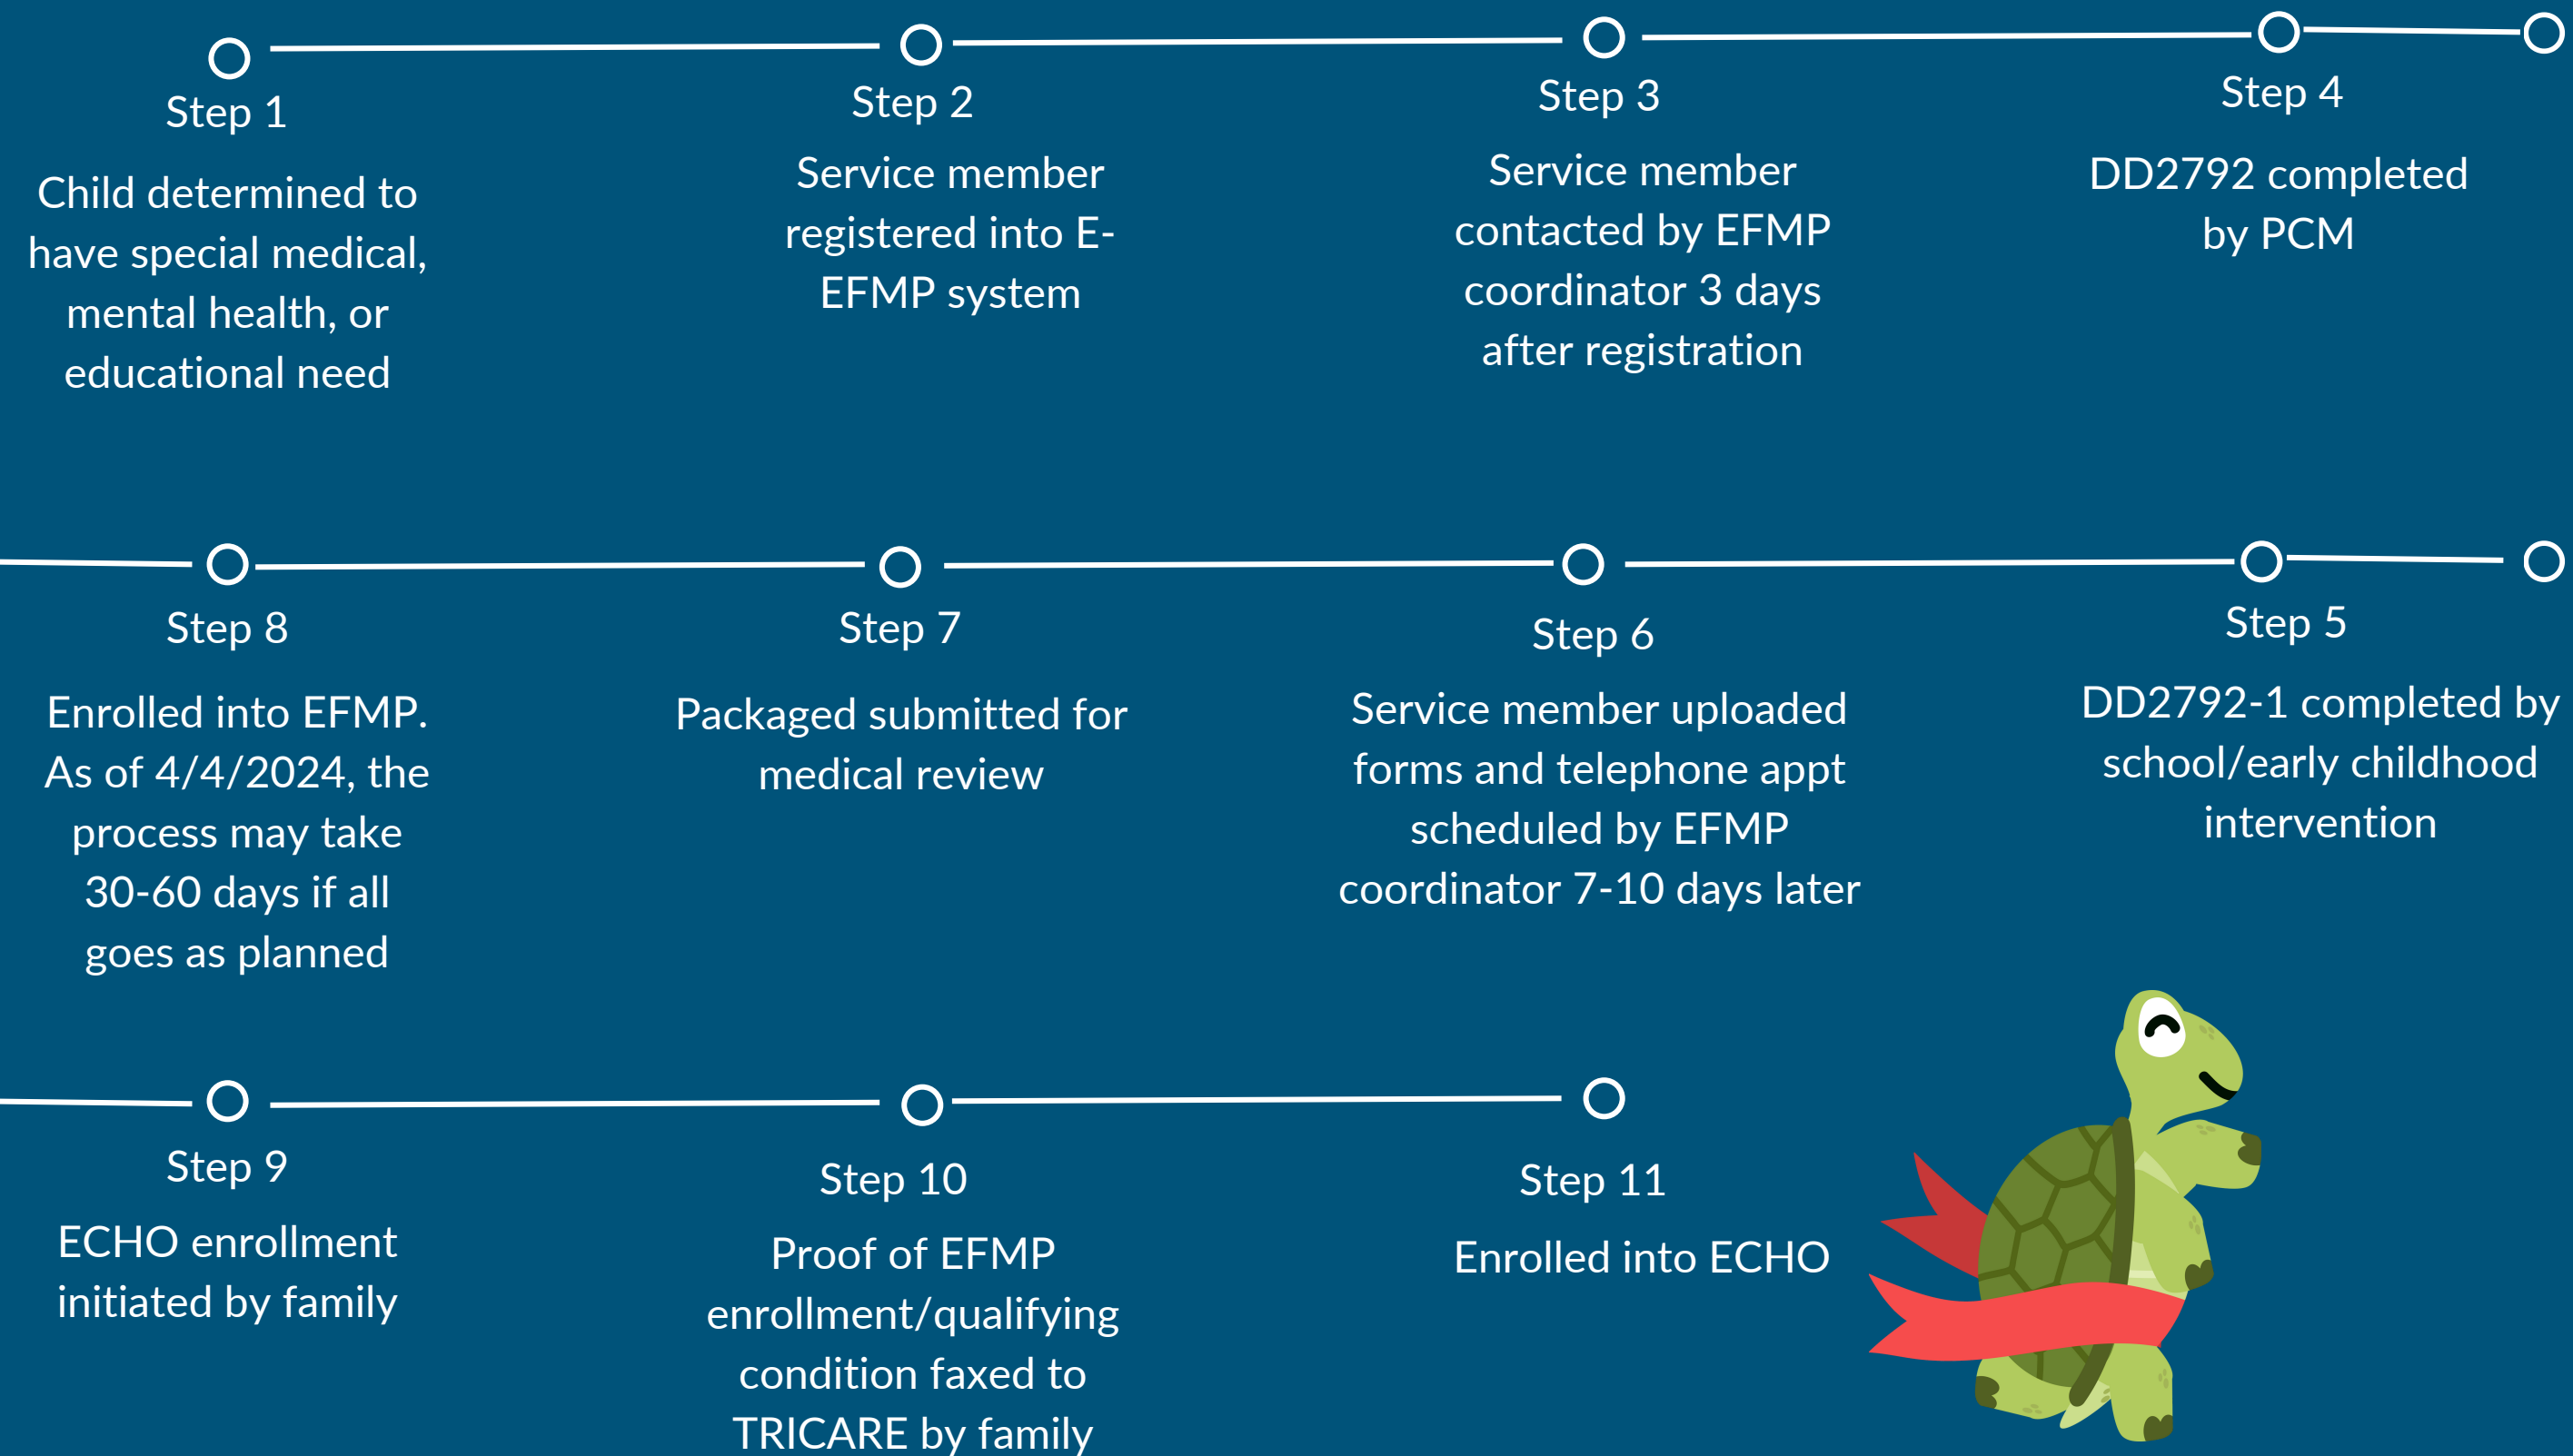 Step 1
Child determined to
have special medical,
mental health, or
educational need
Step 2
Service member
registered into E-
EFMP system
Step 3
Service member
contacted by EFMP
coordinator 3 days
after registration
Step 4
DD2792 completed
by PCM
Step 5
DD2792-1 completed by
school/early childhood
intervention
Step 6
Service member uploaded
forms and telephone appt
scheduled by EFMP
coordinator 7-10 days later
Step 7
Packaged submitted for
medical review
Step 8
Enrolled into EFMP.
As of 4/4/2024, the
process may take
30-60 days if all
goes as planned
Step 9
ECHO enrollment
initiated by family
Step 10
Proof of EFMP
enrollment/qualifying
condition faxed to
TRICARE by family
Step 11
Enrolled into ECHO